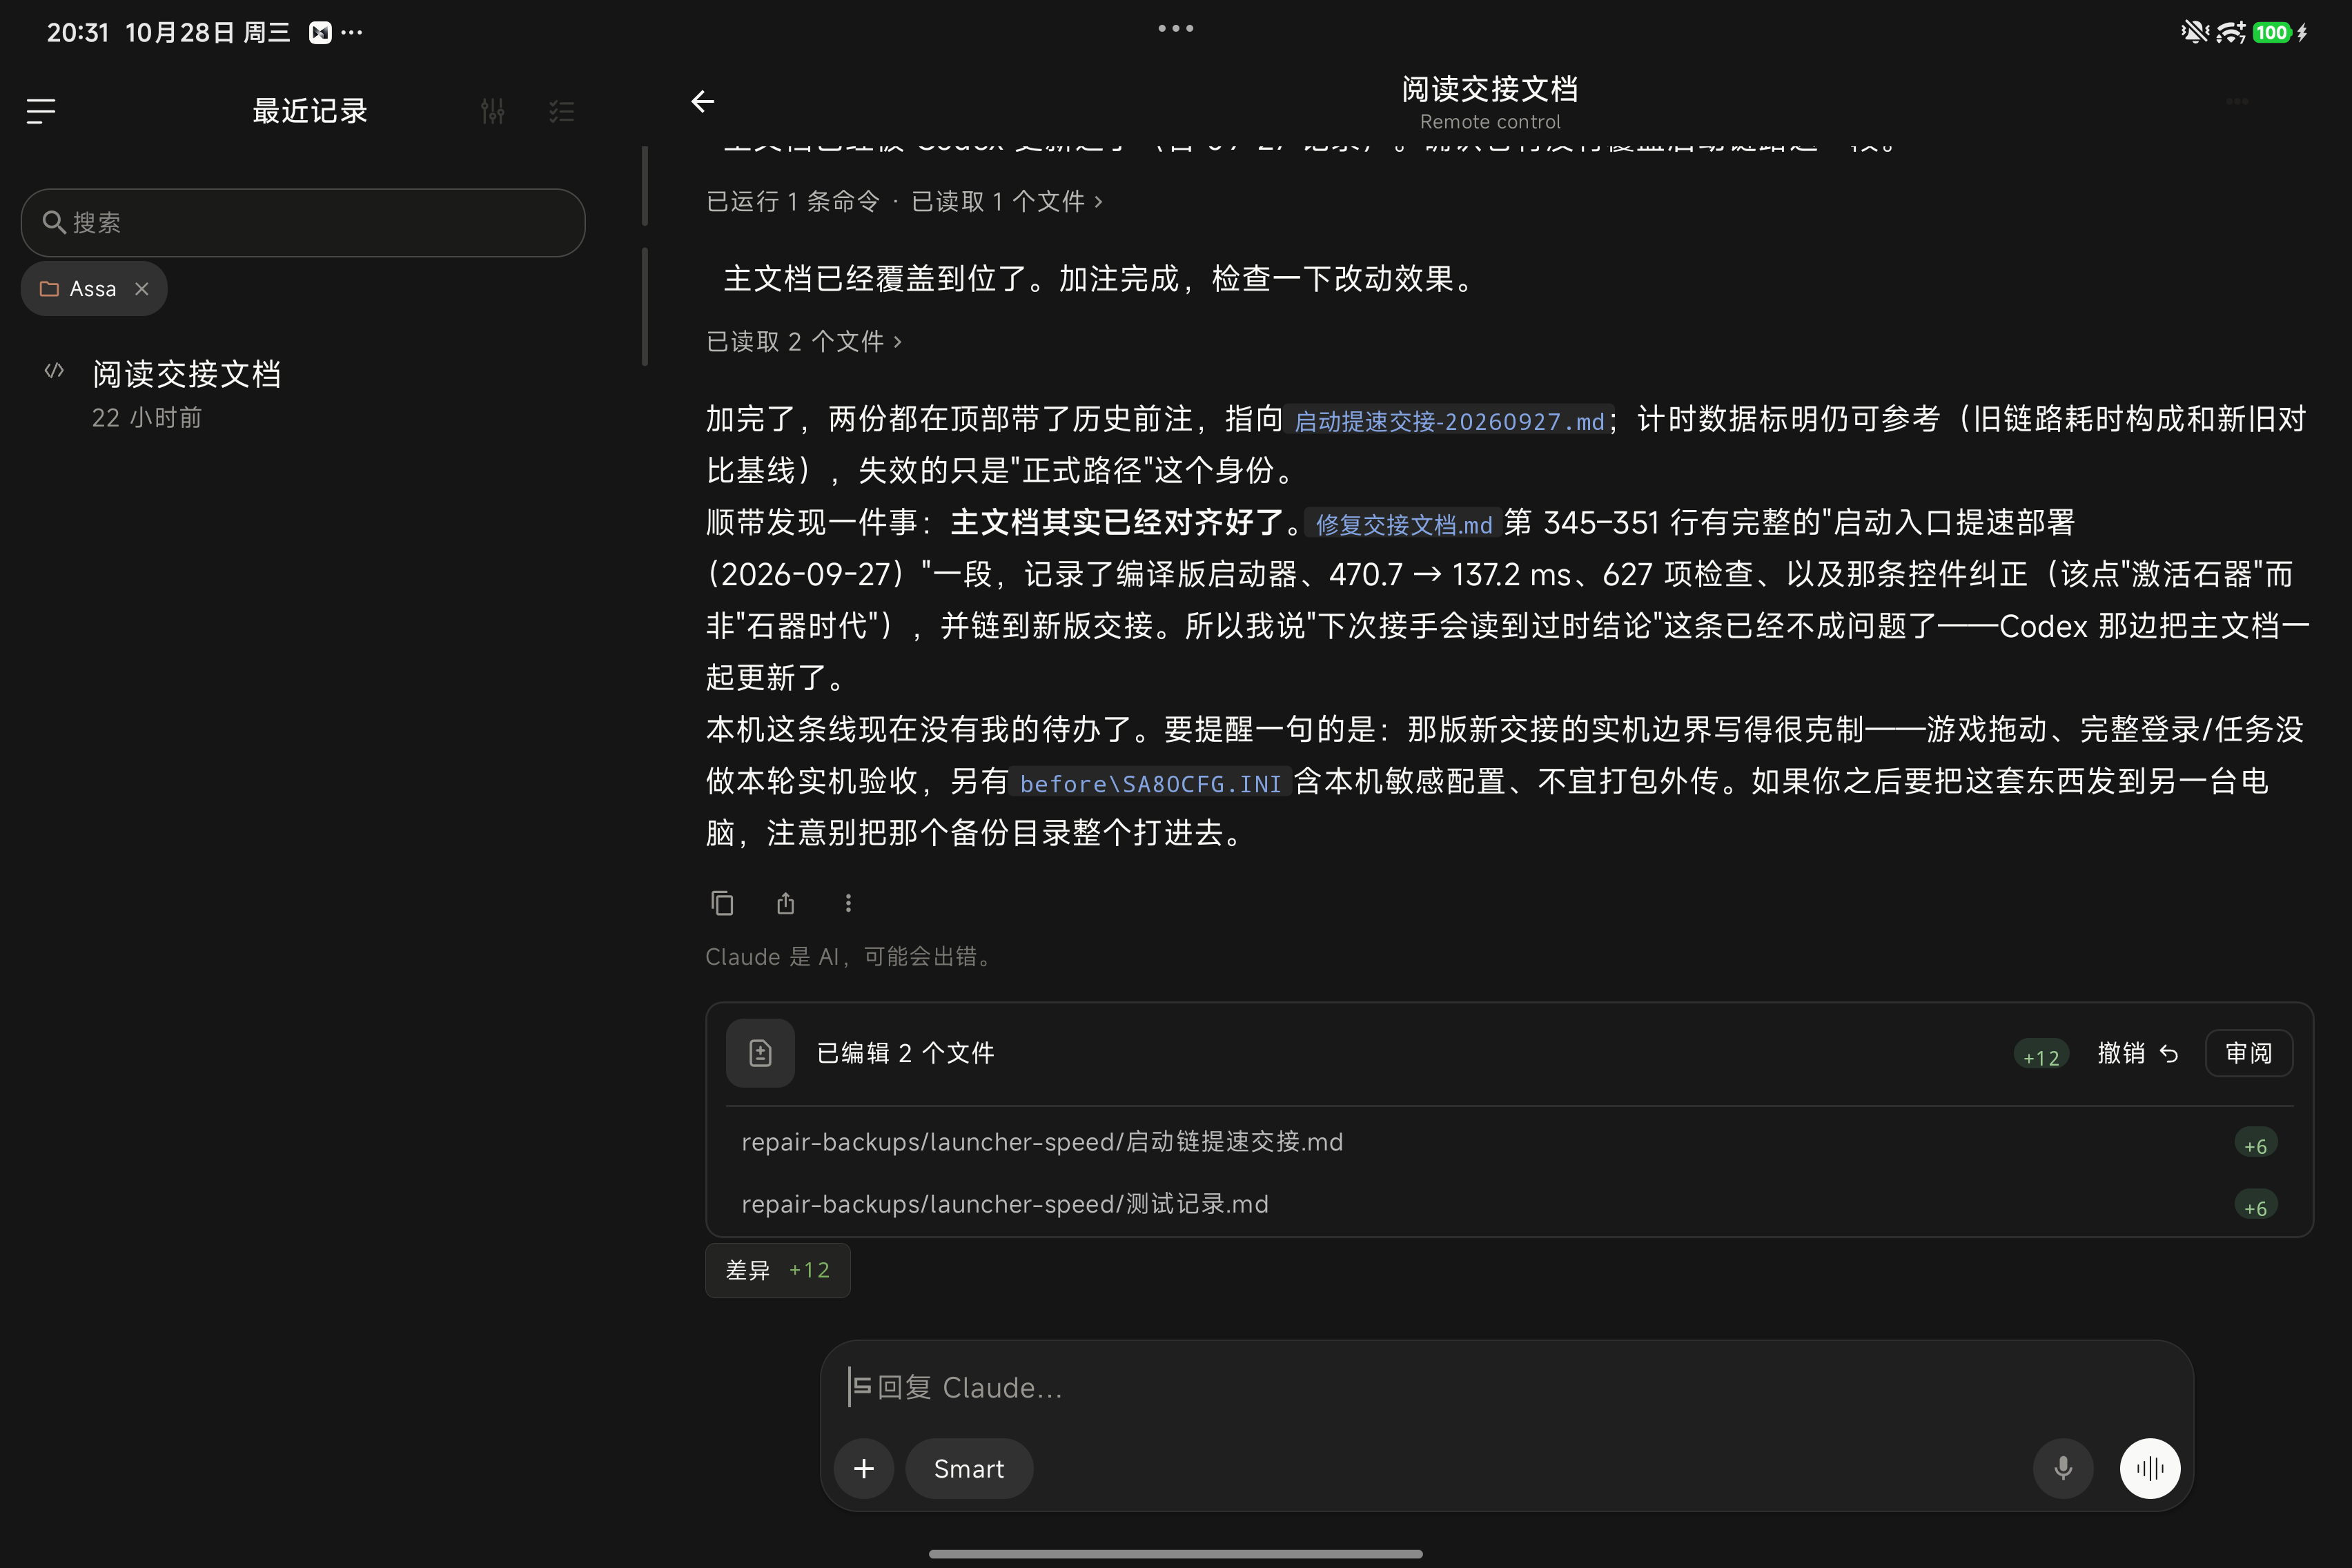 20:31 10月28日 周三
100
最近记录
搜索
Assa
阅读交接文档
22 小时前
阅读交接文档
Remote control
已运行 1 条命令 · 已读取 1 个文件
主文档已经覆盖到位了。加注完成，检查一下改动效果。
已读取 2 个文件
加完了，两份都在顶部带了历史前注，指向 启动提速交接-20260927.md；计时数据标明仍可参考（旧链路耗时构成和新旧对
比基线），失效的只是"正式路径"这个身份。
顺带发现一件事：主文档其实已经对齐好了。修复交接文档.md 第 345–351 行有完整的"启动入口提速部署
（2026-09-27）"一段，记录了编译版启动器、470.7 → 137.2 ms、627 项检查、以及那条控件纠正（该点"激活石器"而
非"石器时代"），并链到新版交接。所以我说"下次接手会读到过时结论"这条已经不成问题了——Codex 那边把主文档一
起更新了。
本机这条线现在没有我的待办了。要提醒一句的是：那版新交接的实机边界写得很克制——游戏拖动、完整登录/任务没
做本轮实机验收，另有 before\SA8OCFG.INI 含本机敏感配置、不宜打包外传。如果你之后要把这套东西发到另一台电
脑，注意别把那个备份目录整个打进去。
Claude 是 AI，可能会出错。
已编辑 2 个文件
+12
撤销
审阅
repair-backups/launcher-speed/启动链提速交接.md
+6
repair-backups/launcher-speed/测试记录.md
+6
差异 +12
回复 Claude...
Smart